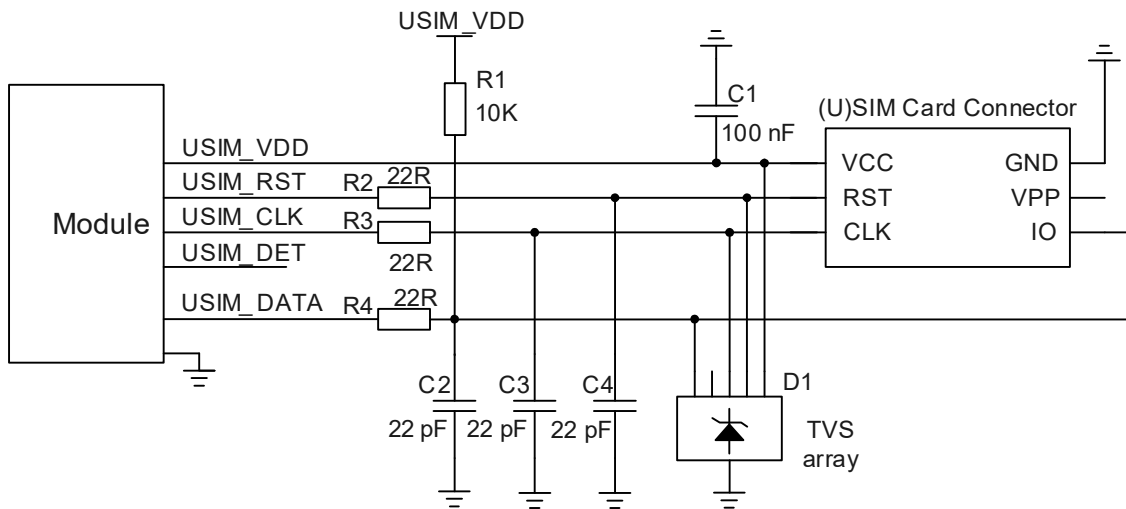 USIM_VDD
R1
10K
C1
100 nF
(U)SIM Card Connector
VCC
GND
RST
VPP
CLK
IO
Module
USIM_VDD
USIM_RST
R2
22R
USIM_CLK
R3
22R
USIM_DET
USIM_DATA
R4
22R
C2
22 pF
C3
22 pF
C4
22 pF
D1
TVS
array